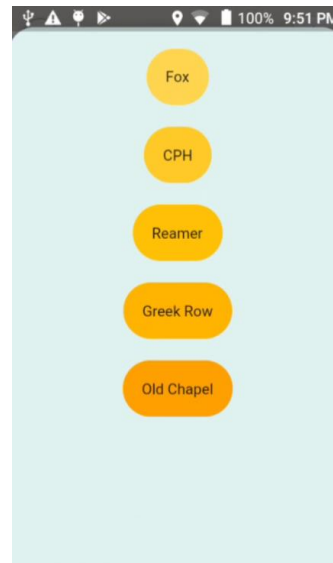 100% 9:51 PM
Fox
CPH
Reamer
Greek Row
Old Chapel